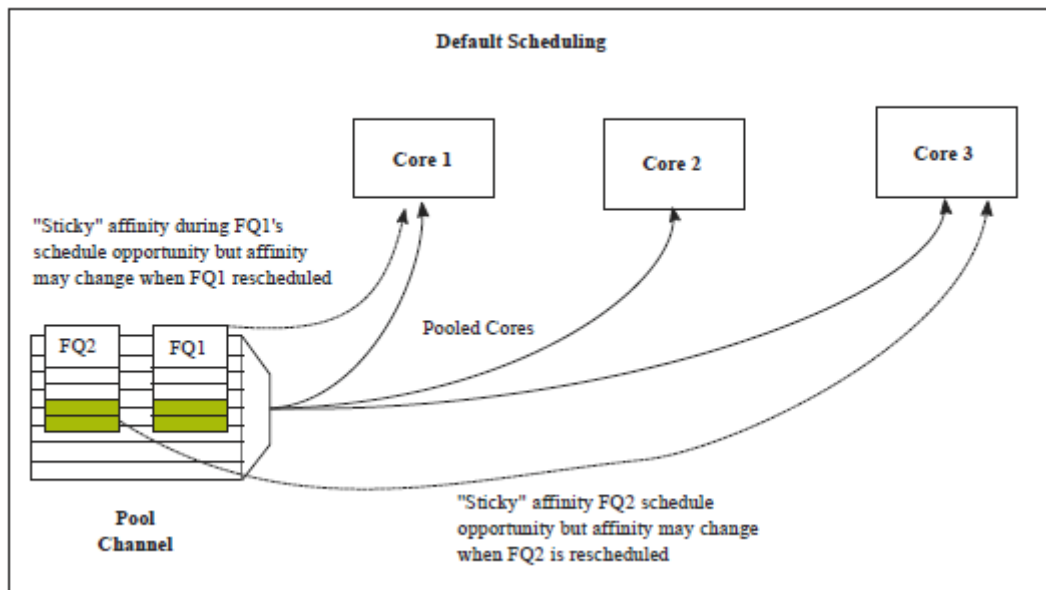 Default Scheduling
Core 1
Core 2
Core 3
"Sticky" affinity during FQ1's
schedule opportunity but affinity
may change when FQ1 rescheduled
Pooled Cores
FQ2
FQ1
"Sticky" affinity FQ2 schedule
opportunity but affinity may change
when FQ2 is rescheduled
Pool
Channel